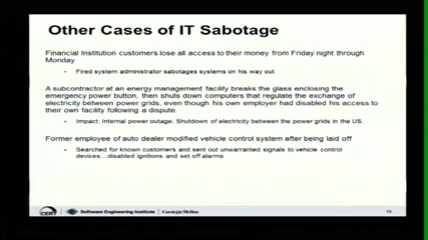 Other Cases of IT Sabotage
Financial Institution customers lose all access to their money from Friday night through
Monday
• Fired system administrator sabotages systems on his way out
A subcontractor at an energy management facility breaks the glass enclosing the
emergency power button, then shuts down computers that regulate the exchange of
electricity between power grids, even though his own employer had disabled his access to
their own facility following a dispute.
• Impact: Internal power outage; Shutdown of electricity between the power grids in the US.
Former employee of auto dealer modified vehicle control system after being laid off
• Searched for known customers and sent out unwarranted signals to vehicle control
devices…disabled ignitions and set off alarms
CERT Software Engineering Institute Carnegie Mellon